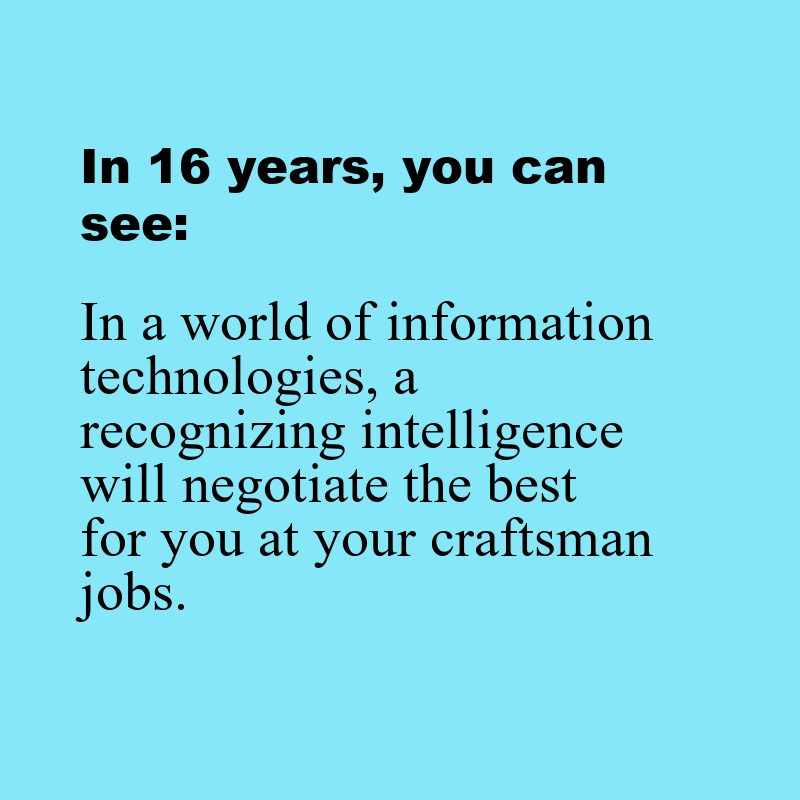 In 16 years, you can
see:
In a world of information
technologies, a
recognizing intelligence
will negotiate the best
for you at your craftsman
jobs.